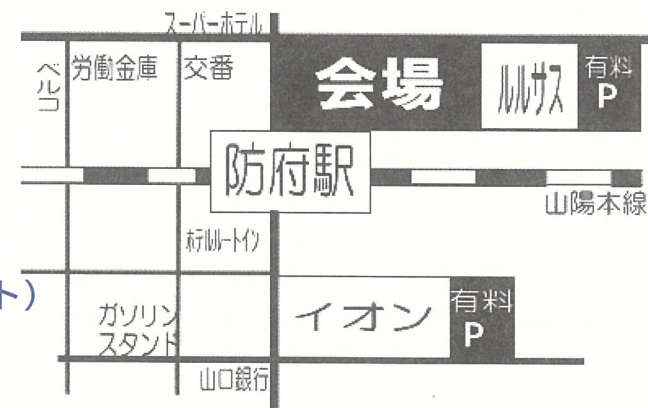 スーパーホテル
ベルコ
労働金庫
交番
会場
ルルサス
有料
P
防府駅
山陽本線
ホテルルートイン
ト）
ガソリン
スタンド
イオン
有料
P
山口銀行